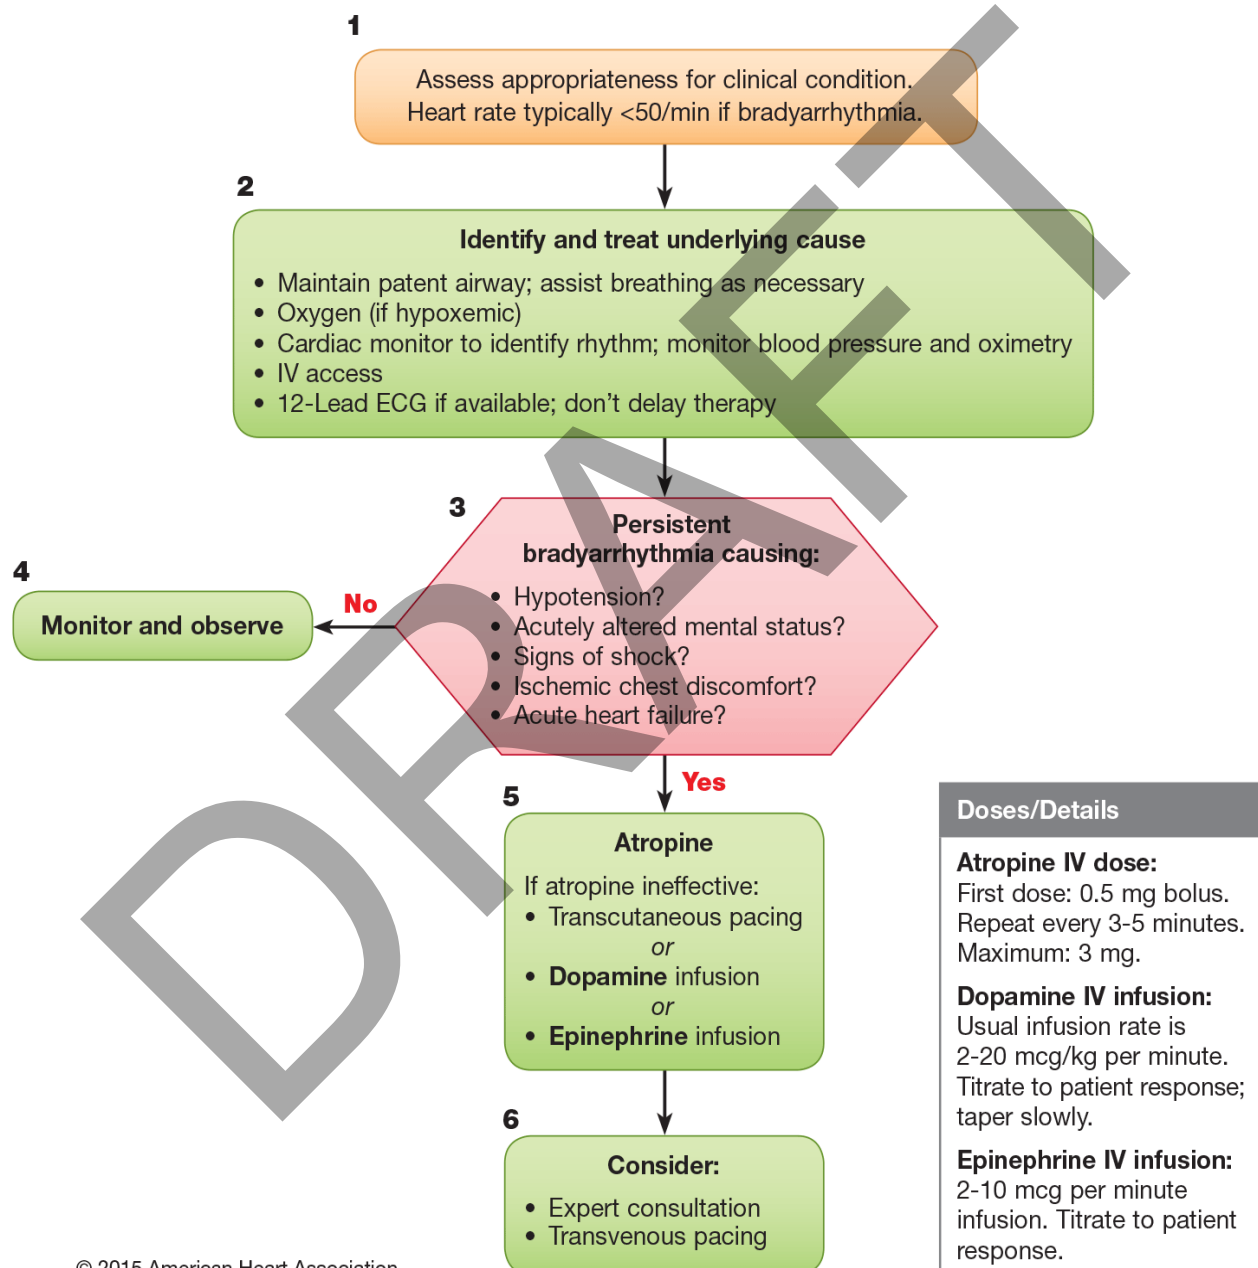 1
Assess appropriateness for clinical condition.
Heart rate typically <50/min if bradyarrhythmia.
2
Identify and treat underlying cause
• Maintain patent airway; assist breathing as necessary
• Oxygen (if hypoxemic)
• Cardiac monitor to identify rhythm; monitor blood pressure and oximetry
• IV access
• 12-Lead ECG if available; don't delay therapy
3
Persistent
bradyarrhythmia causing:
• Hypotension?
• Acutely altered mental status?
• Signs of shock?
• Ischemic chest discomfort?
• Acute heart failure?
4
No
Monitor and observe
Yes
5
Atropine
If atropine ineffective:
• Transcutaneous pacing
or
• Dopamine infusion
or
• Epinephrine infusion
6
Consider:
• Expert consultation
• Transvenous pacing
Doses/Details
Atropine IV dose:
First dose: 0.5 mg bolus.
Repeat every 3-5 minutes.
Maximum: 3 mg.
Dopamine IV infusion:
Usual infusion rate is
2-20 mcg/kg per minute.
Titrate to patient response;
taper slowly.
Epinephrine IV infusion:
2-10 mcg per minute
infusion. Titrate to patient
response.
© 2015 American Heart Association
DRAFT